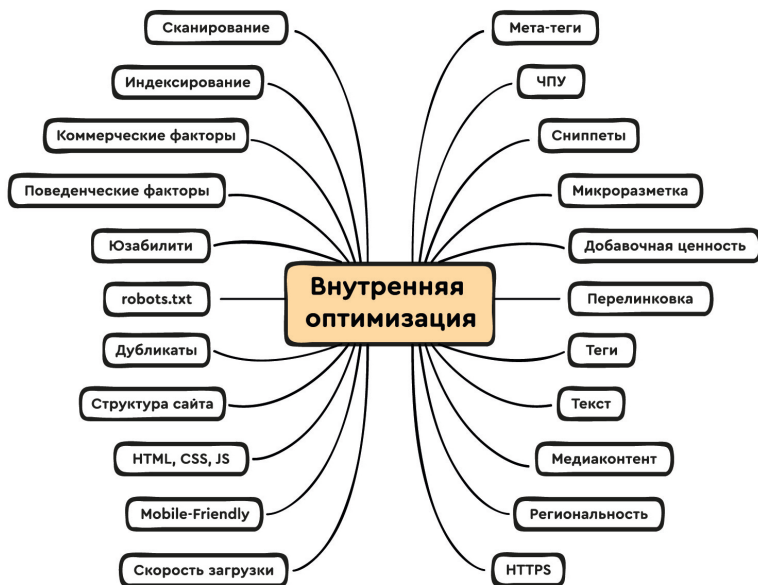 Сканирование
Индексирование
Коммерческие факторы
Поведенческие факторы
Юзабилити
robots.txt
Дубликаты
Структура сайта
HTML, CSS, JS
Mobile-Friendly
Скорость загрузки
Внутренняя
оптимизация
Мета-теги
ЧПУ
Сниппеты
Микроразметка
Добавочная ценность
Перелинковка
Теги
Текст
Медиаконтент
Региональность
HTTPS